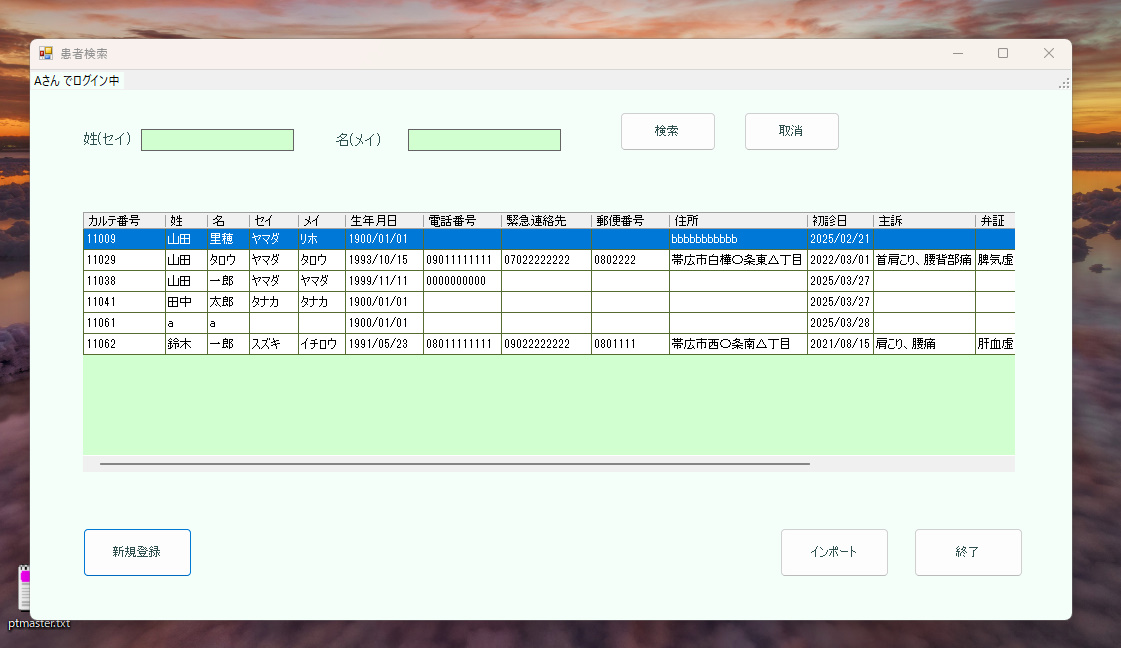 患者検索
Aさん でログイン中
姓(セイ) 名(メイ) 検索 取消
カルテ番号 姓 名 セイ メイ 生年月日 電話番号 緊急連絡先 郵便番号 住所 初診日 主訴 弁証
11009 山田 里穂 ヤマダ リホ 1900/01/01 bbbbbbbbbbb 2025/02/21
11029 山田 タロウ ヤマダ タロウ 1993/10/15 09011111111 07022222222 0802222 帯広市白樺〇条東△丁目 2022/03/01 首肩こり、腰背部痛 脾気虚
11038 山田 一郎 ヤマダ ヤマダ 1999/11/11 0000000000 2025/03/27
11041 田中 太郎 タナカ タナカ 1900/01/01 2025/03/27
11061 a a 1900/01/01 2025/03/28
11062 鈴木 一郎 スズキ イチロウ 1991/05/23 08011111111 09022222222 0801111 帯広市西〇条南△丁目 2021/08/15 肩こり、腰痛 肝血虚
新規登録 インポート 終了
ptmaster.txt